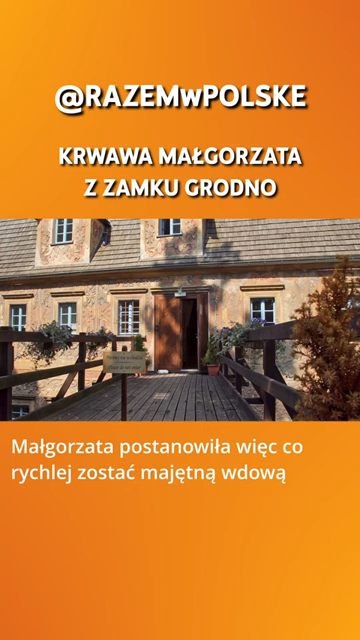 @RAZEMwPOLSKE
KRWAWA MAŁGORZATA
Z ZAMKU GRODNO
Małgorzata postanowiła więc co
rychlej zostać majętną wdową